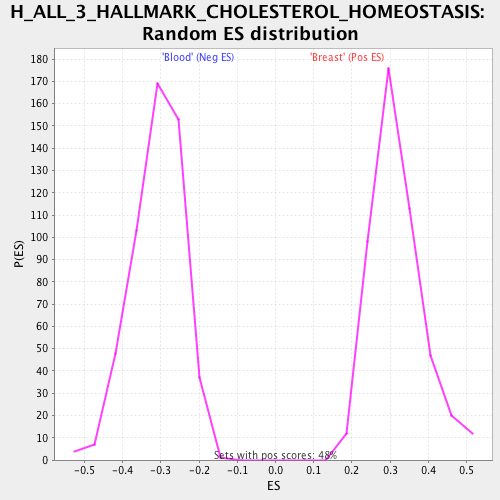 H_ALL_3_HALLMARK_CHOLESTEROL_HOMEOSTASIS:
Random ES distribution
'Blood' (Neg ES) 'Breast' (Pos ES)
180
170
160
150
140
130
120
110
100
90
80
70
60
50
40
30
20
10
0
P(ES)
Sets with pos scores: 48%
-0.5 -0.4 -0.3 -0.2 -0.1 0.0 0.1 0.2 0.3 0.4 0.5
ES